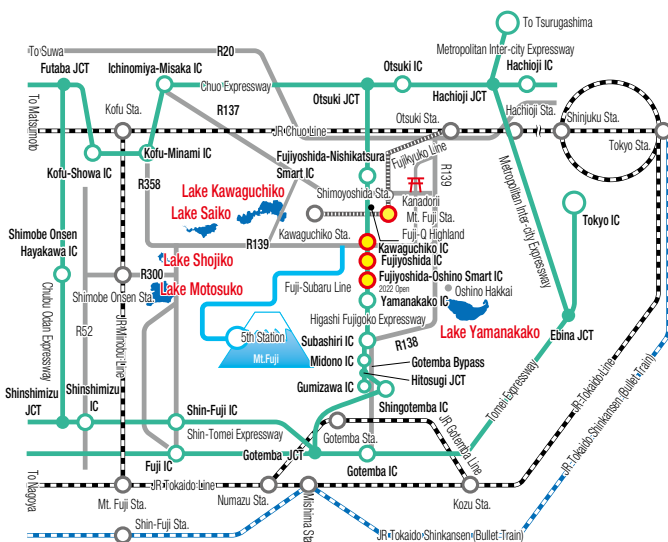 To Tsurugashima
Metropolitan Inter-city Expressway
To Suwa
R20
Futaba JCT
Ichinomiya-Misaka IC
Otsuki IC
Hachioji IC
Chuo Expressway
R137
Otsuki JCT
Hachioji JCT
To Matsumoto
Kofu Sta.
Otsuki Sta.
Hachioji Sta.
Shinjuku Sta.
JR Chuo Line
Tokyo Sta.
Kofu-Minami IC
Fujiyoshida-Nishikatsura
Smart IC
Fujikyuko Line
R139
Kofu-Showa IC
R358
Lake Kawaguchiko
Shimoyoshida Sta.
Kanadorii
Metropolitan Inter-city Expressway
Lake Saiko
Mt. Fuji Sta.
Tokyo IC
Kawaguchiko Sta.
Fuji-Q Highland
Shimobe Onsen
Hayakawa IC
R139
Kawaguchiko IC
Lake Shojiko
Fujiyoshida IC
R300
Shimobe Onsen Sta.
Lake Motosuko
Fuji-Subaru Line
Fujiyoshida-Oshino Smart IC
2022 Open
Oshino Hakkai
Yamanakako IC
Chubu Odan Expressway
R52
JR Minobu Line
Higashi Fujigoko Expressway
Lake Yamanakako
5th Station
Subashiri IC
R138
Ebina JCT
Mt.Fuji
Midono IC
Gotemba Bypass
Hitosugi JCT
Gumizawa IC
Tomei Expressway
JR-Tokaido Line
JR-Tokaido Shinkansen (Bullet-Train)
Shinshimizu
JCT
Shinshimizu
IC
Shin-Fuji IC
Shingotemba IC
Shin-Tomei Expressway
Gotemba Sta.
JR Gotemba Line
Fuji IC
Gotemba JCT
Gotemba IC
To Nagoya
JR Tokaido Line
Mt. Fuji Sta.
Numazu Sta.
Mishima Sta.
Kozu Sta.
Shin-Fuji Sta.
JR Tokaido Shinkansen (Bullet-Train)